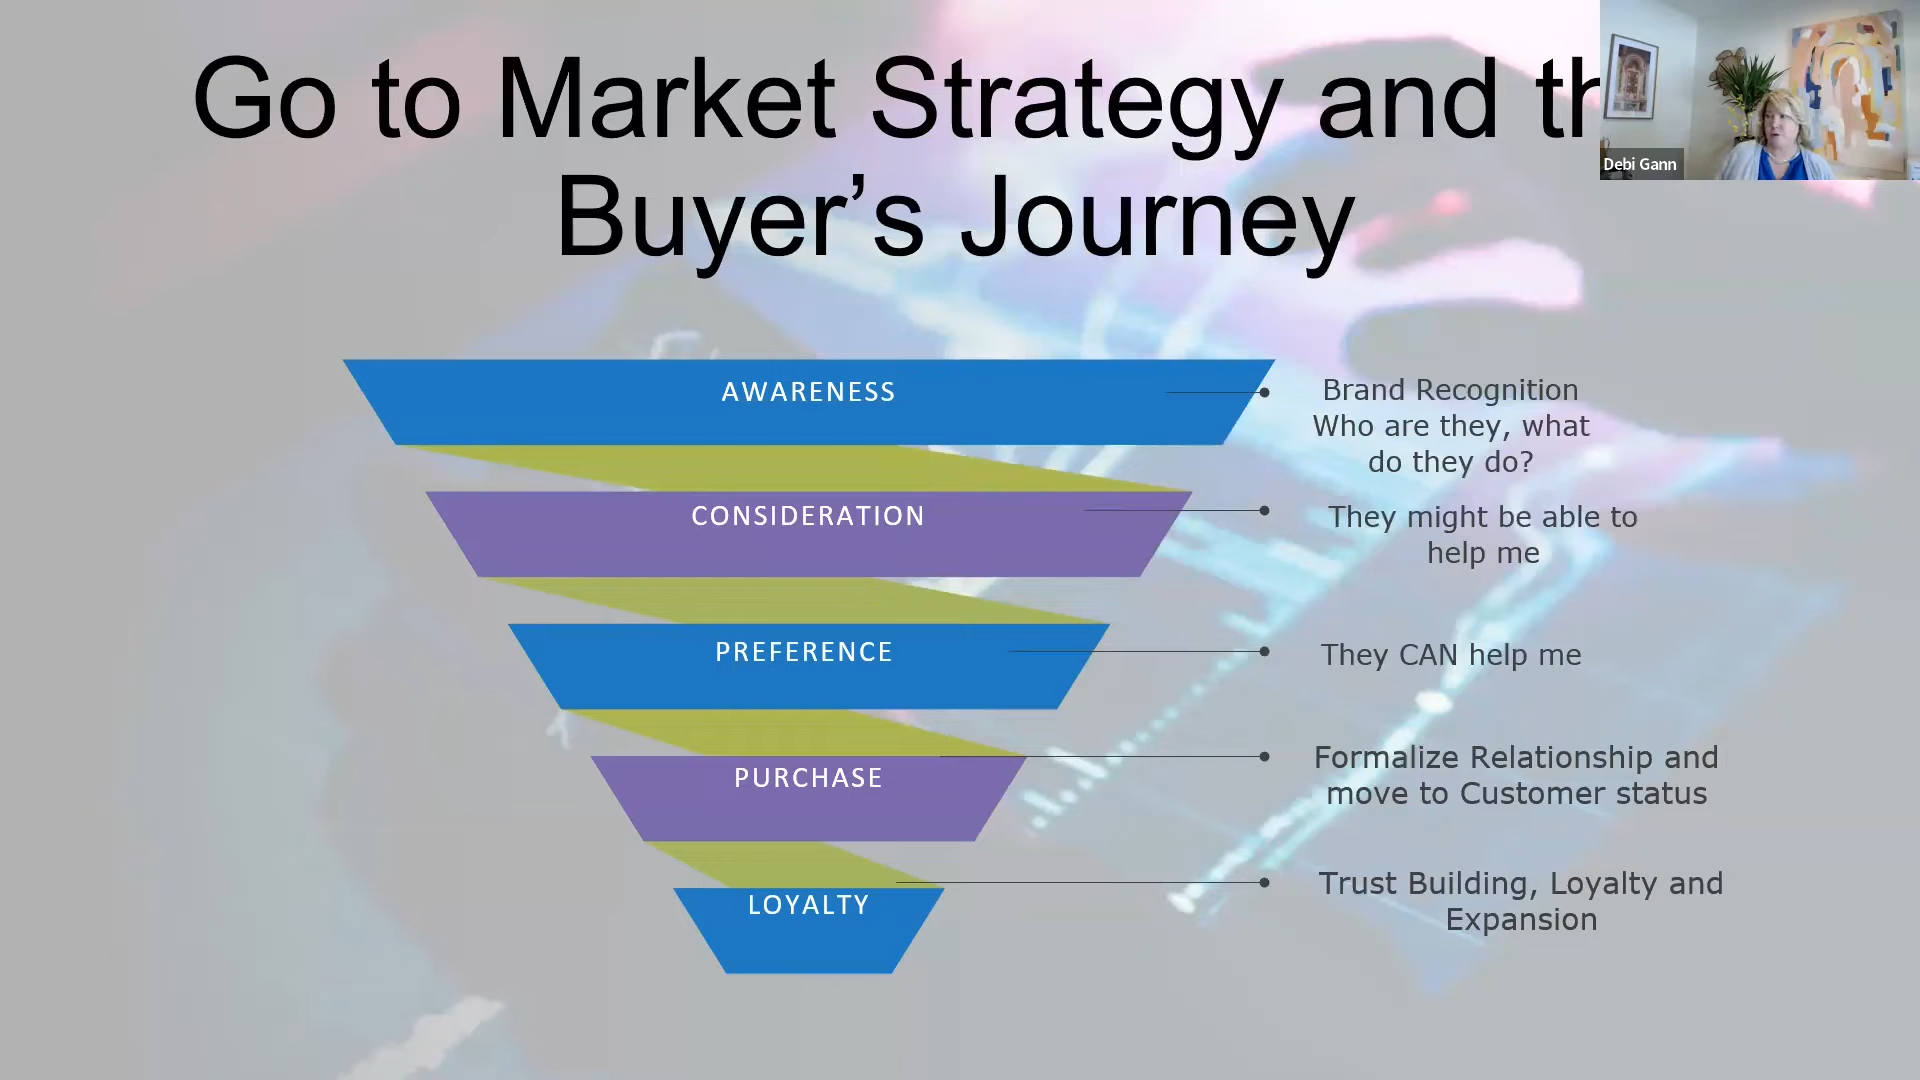 Go to Market Strategy and th
Buyer’s Journey
Debi Gann
AWARENESS
Brand Recognition
Who are they, what
do they do?
CONSIDERATION
They might be able to
help me
PREFERENCE
They CAN help me
PURCHASE
Formalize Relationship and
move to Customer status
LOYALTY
Trust Building, Loyalty and
Expansion